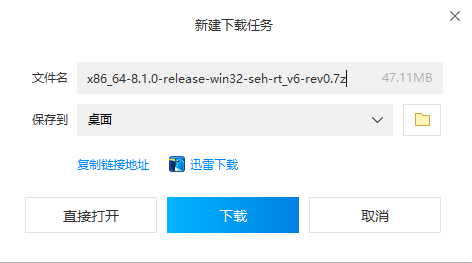 新建下载任务
文件名 x86_64-8.1.0-release-win32-seh-rt_v6-rev0.7z 47.11MB
保存到 桌面
复制链接地址 迅雷下载
直接打开 下载 取消